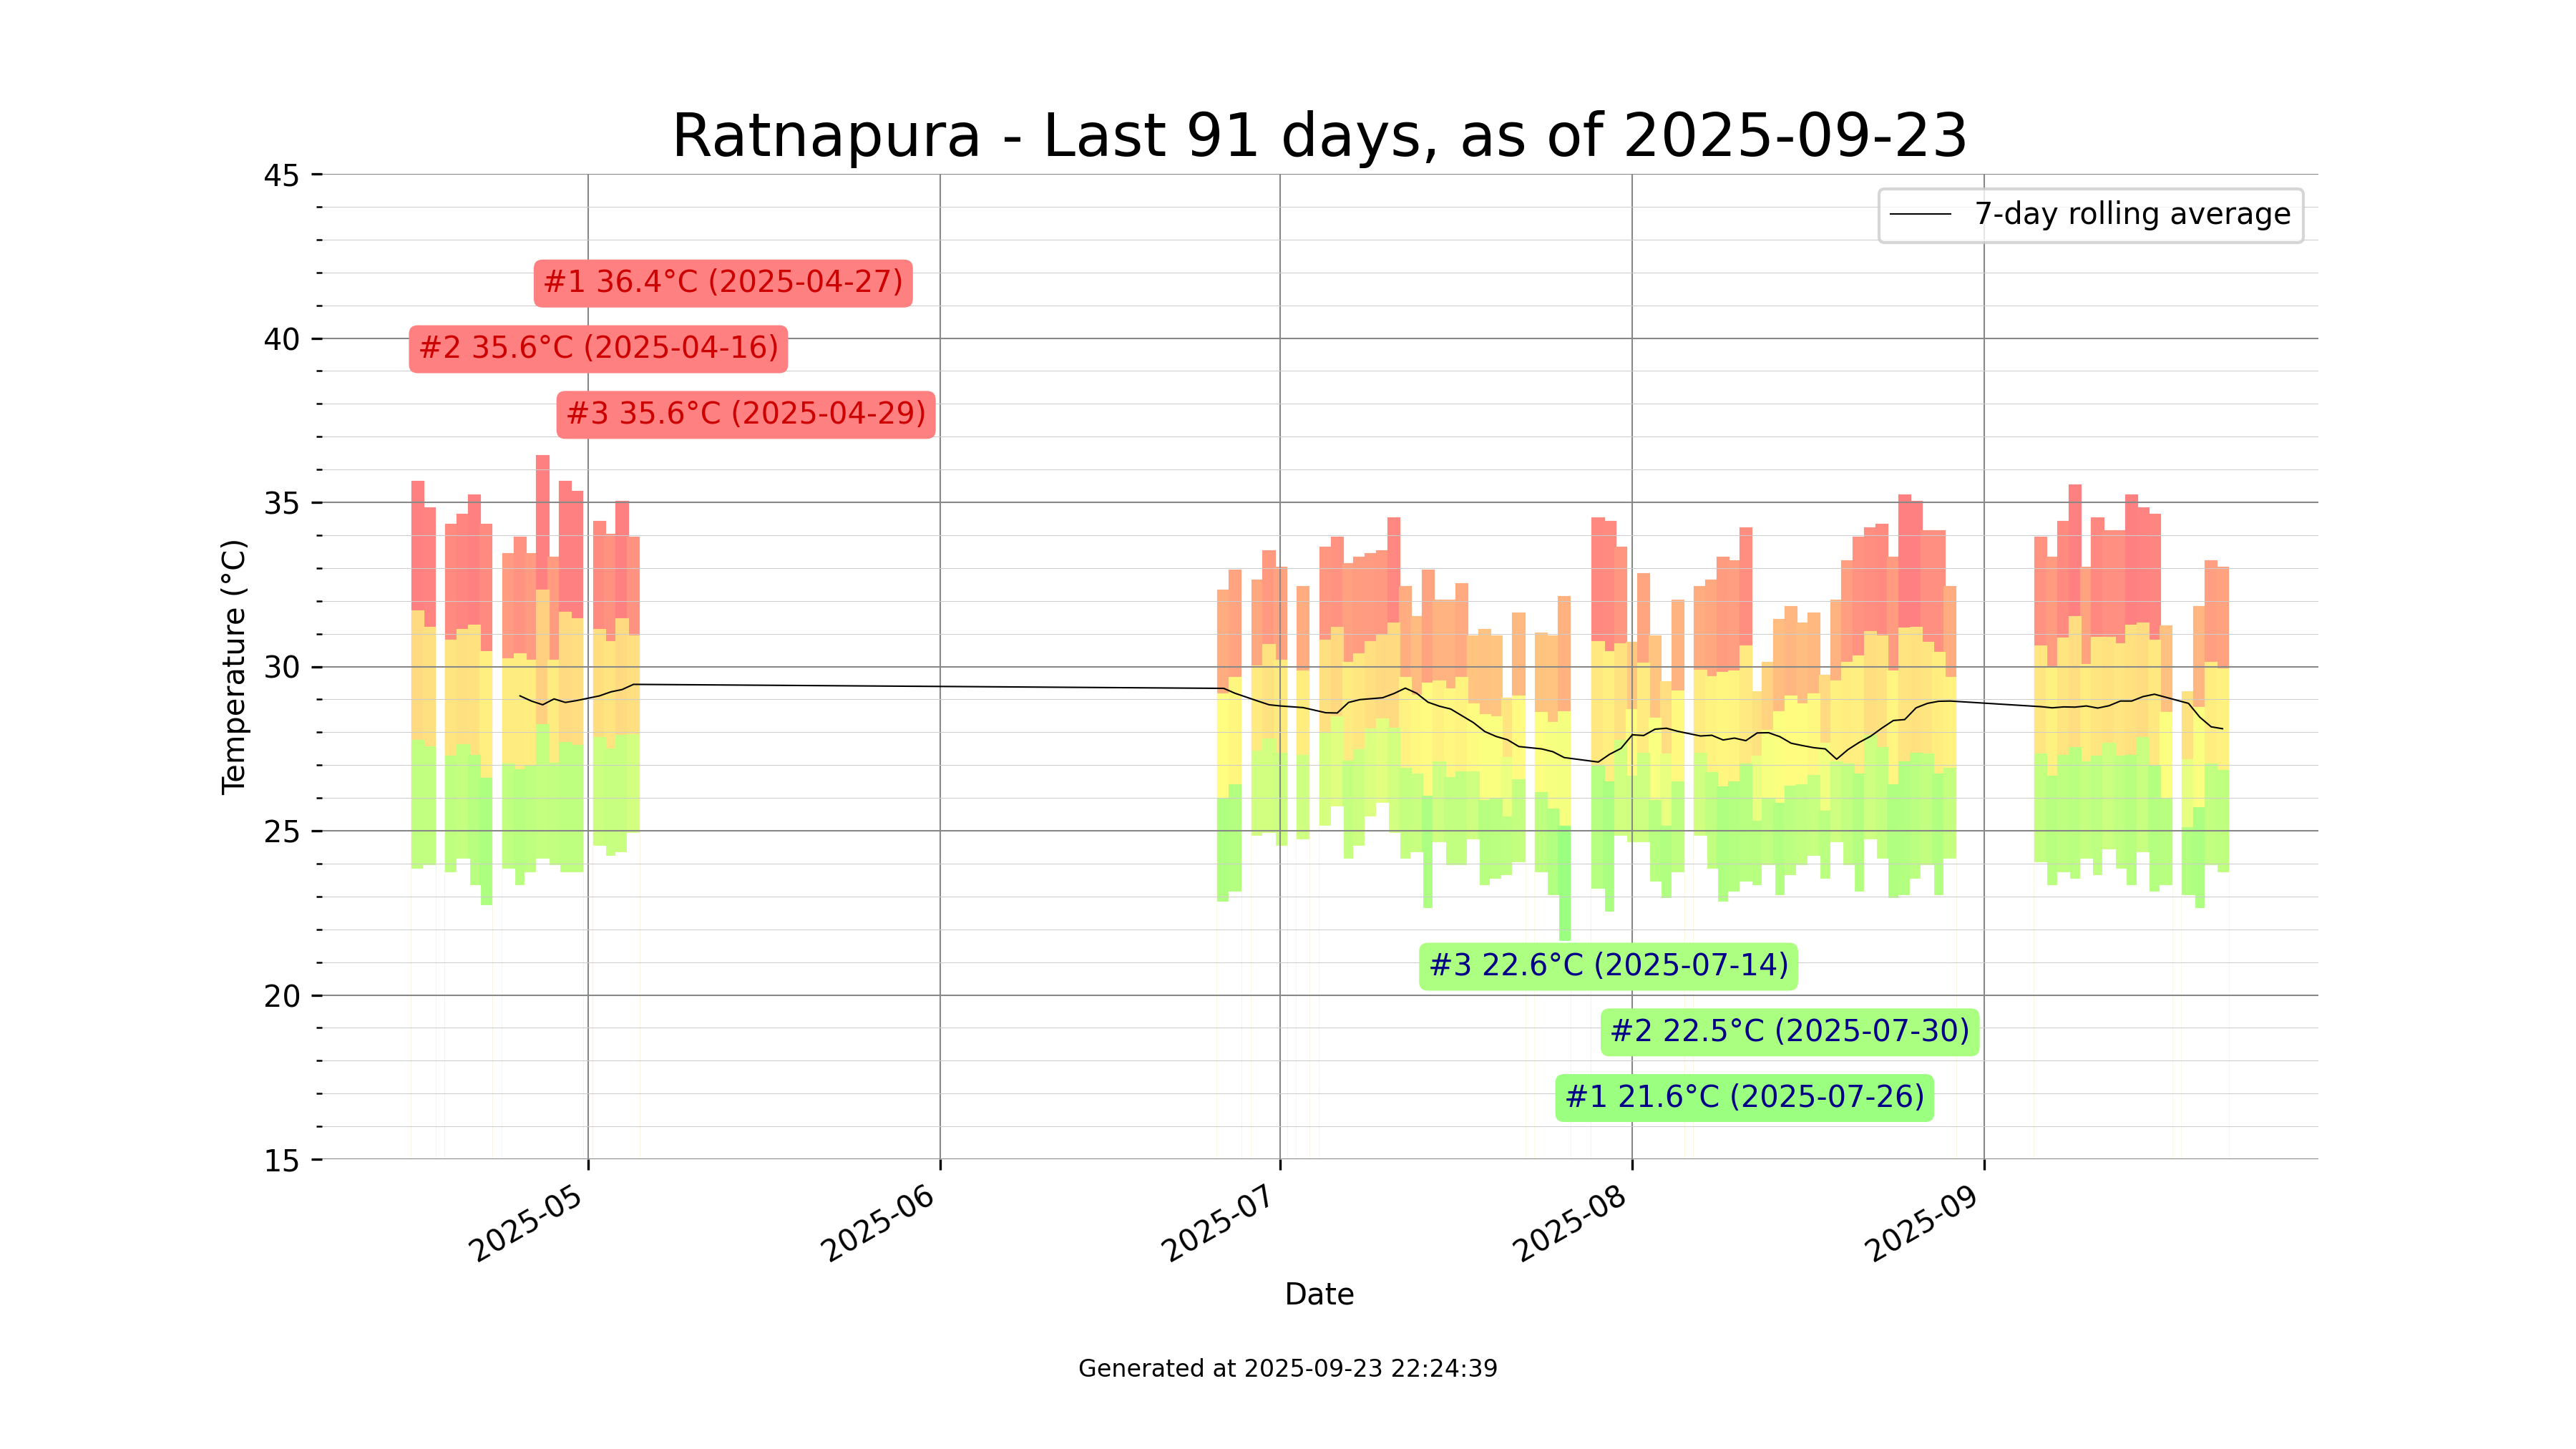 Ratnapura - Last 91 days, as of 2025-09-23
7-day rolling average
#1 36.4°C (2025-04-27)
#2 35.6°C (2025-04-16)
#3 35.6°C (2025-04-29)
#3 22.6°C (2025-07-14)
#2 22.5°C (2025-07-30)
#1 21.6°C (2025-07-26)
Temperature (°C)
45
40
35
30
25
20
15
2025-05
2025-06
2025-07
2025-08
2025-09
Date
Generated at 2025-09-23 22:24:39